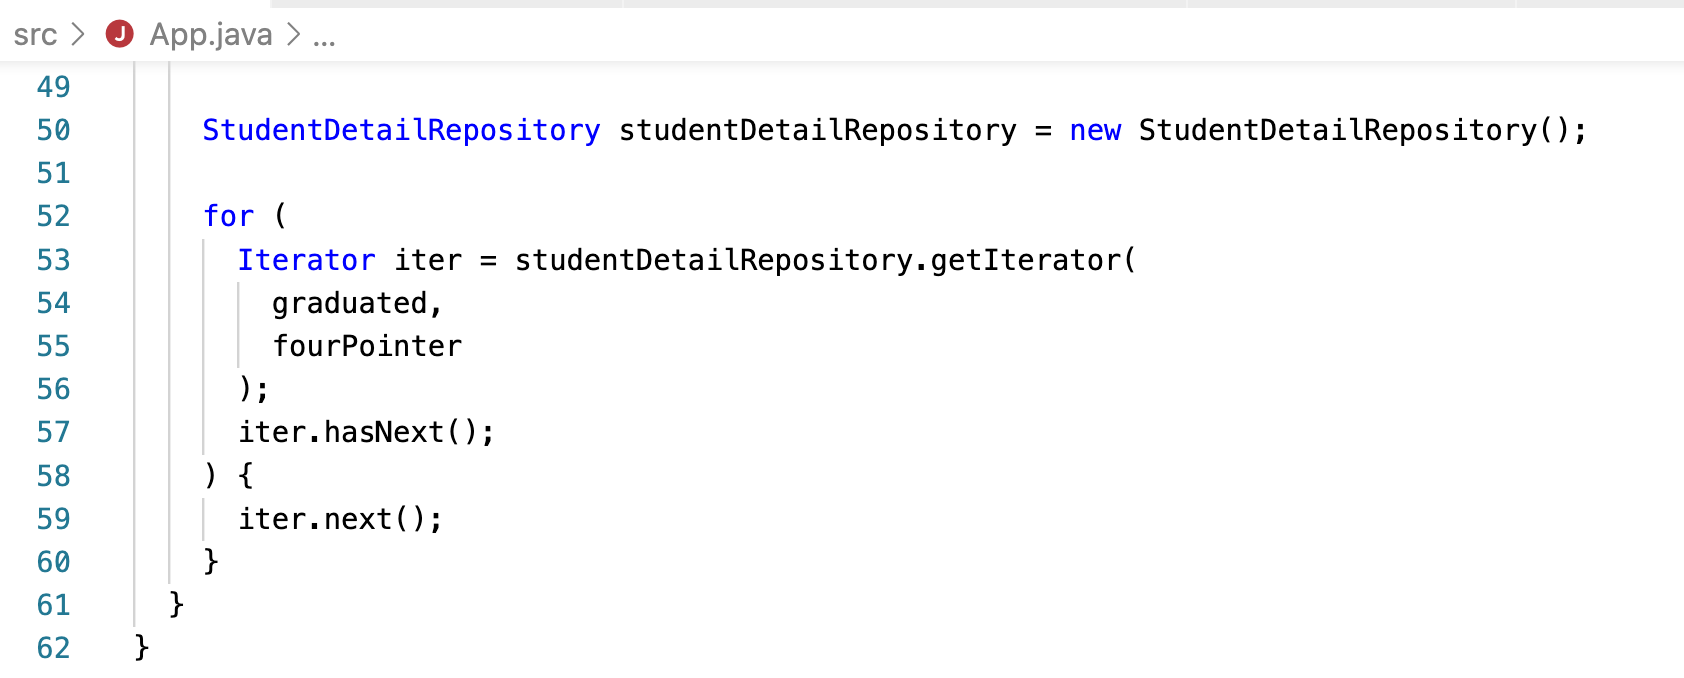 src > J App.java > ...
49
50 StudentDetailRepository studentDetailRepository = new StudentDetailRepository();
51
52 for (
53 Iterator iter = studentDetailRepository.getIterator(
54 graduated,
55 fourPointer
56 );
57 iter.hasNext();
58 ) {
59 iter.next();
60 }
61 }
62 }